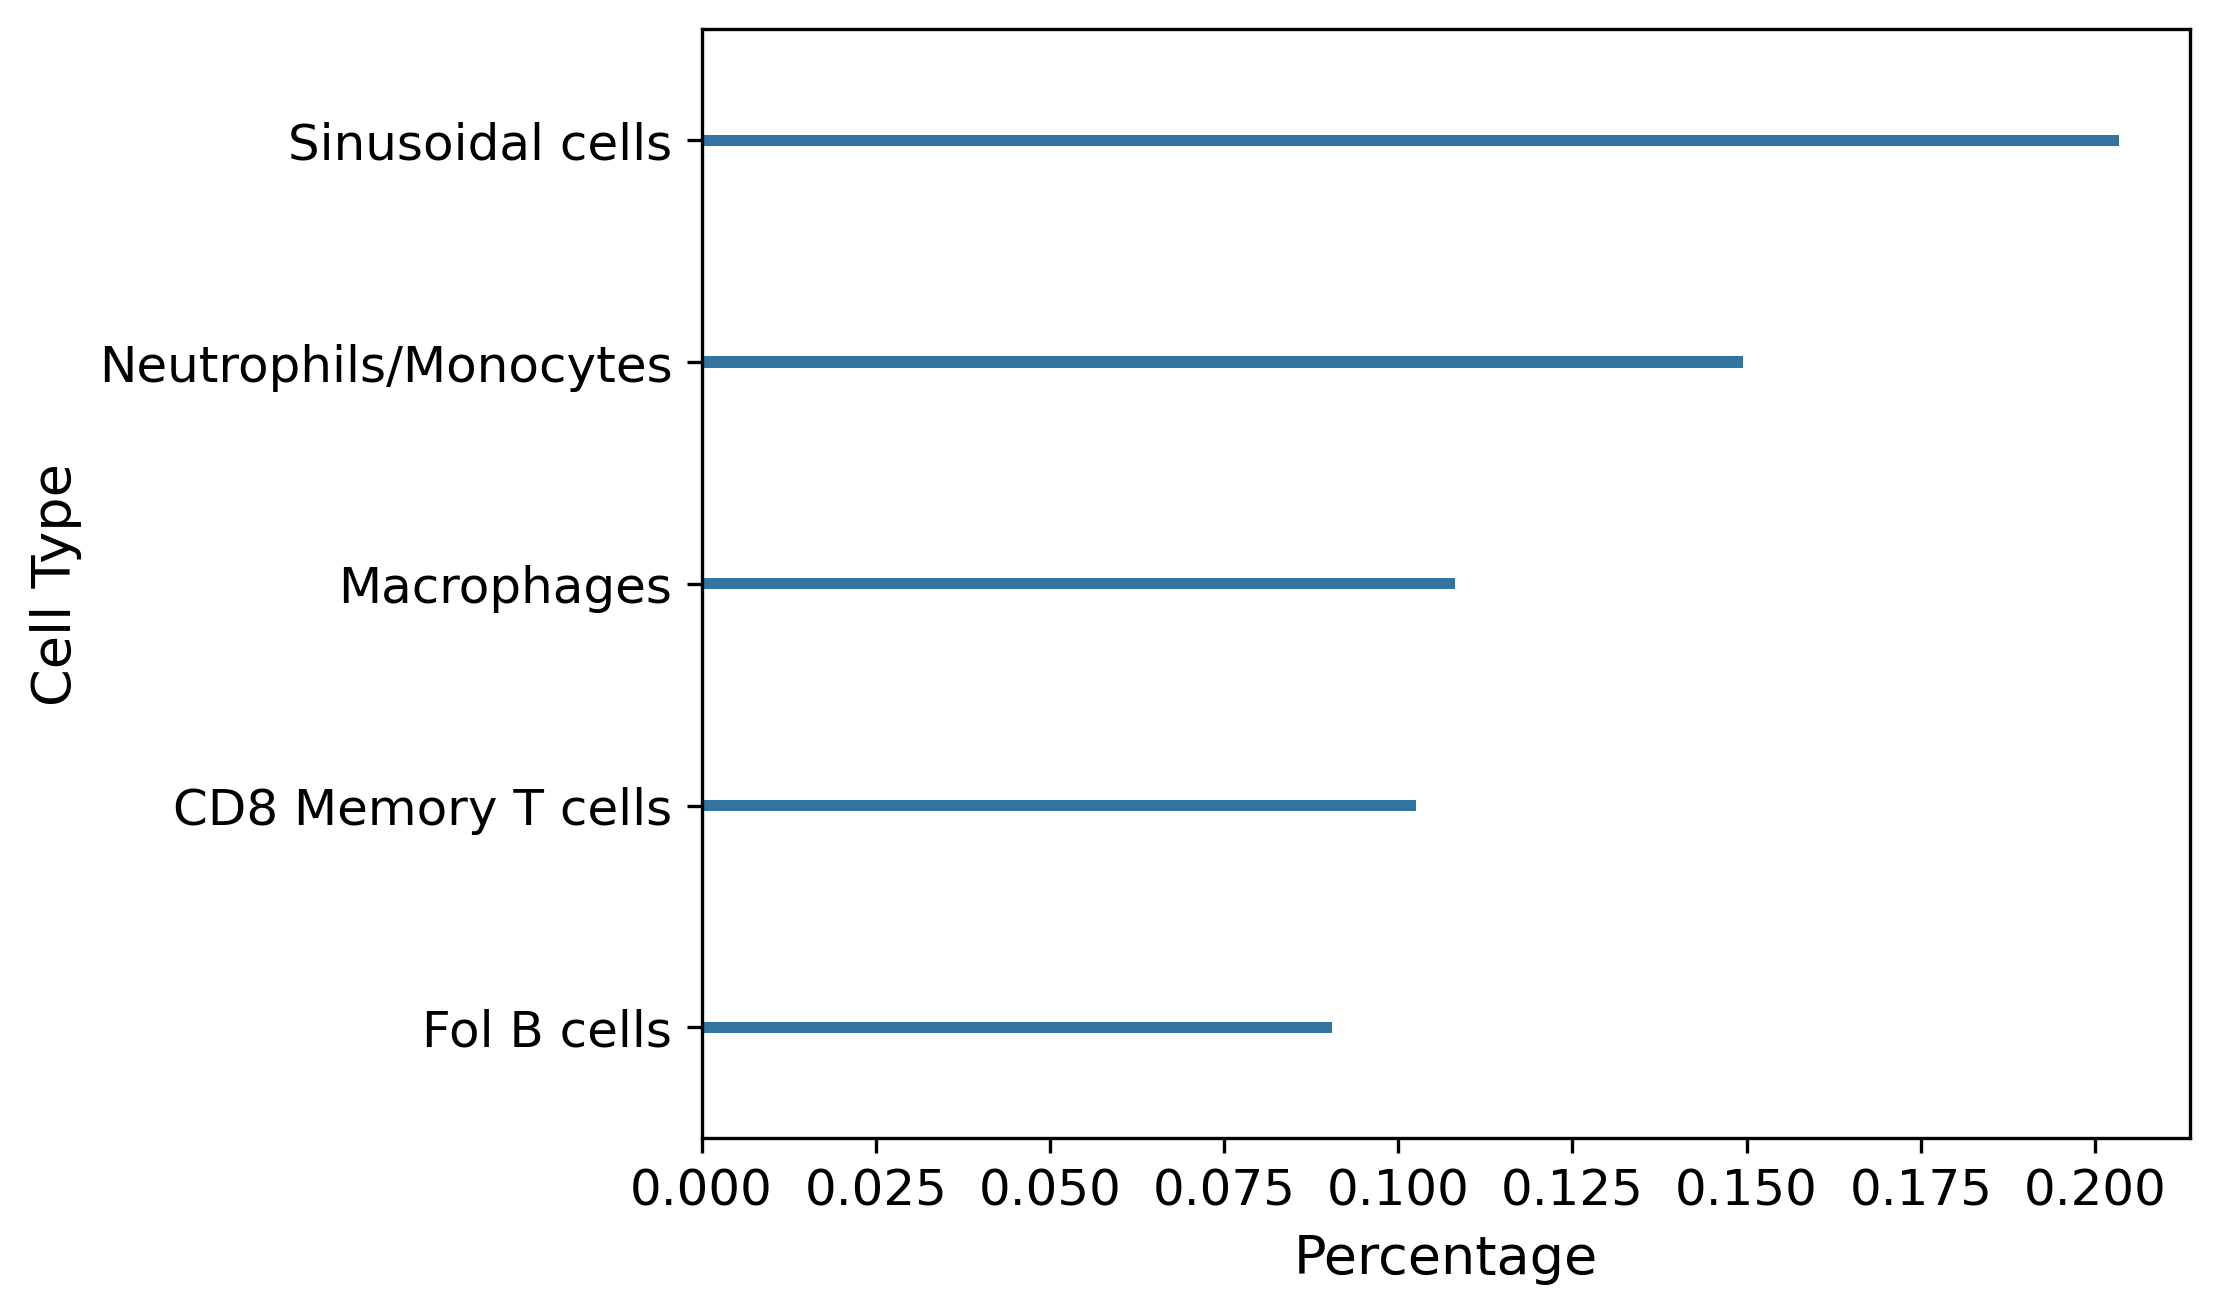 Cell Type
Sinusoidal cells
Neutrophils/Monocytes
Macrophages
CD8 Memory T cells
Fol B cells
0.000 0.025 0.050 0.075 0.100 0.125 0.150 0.175 0.200
Percentage